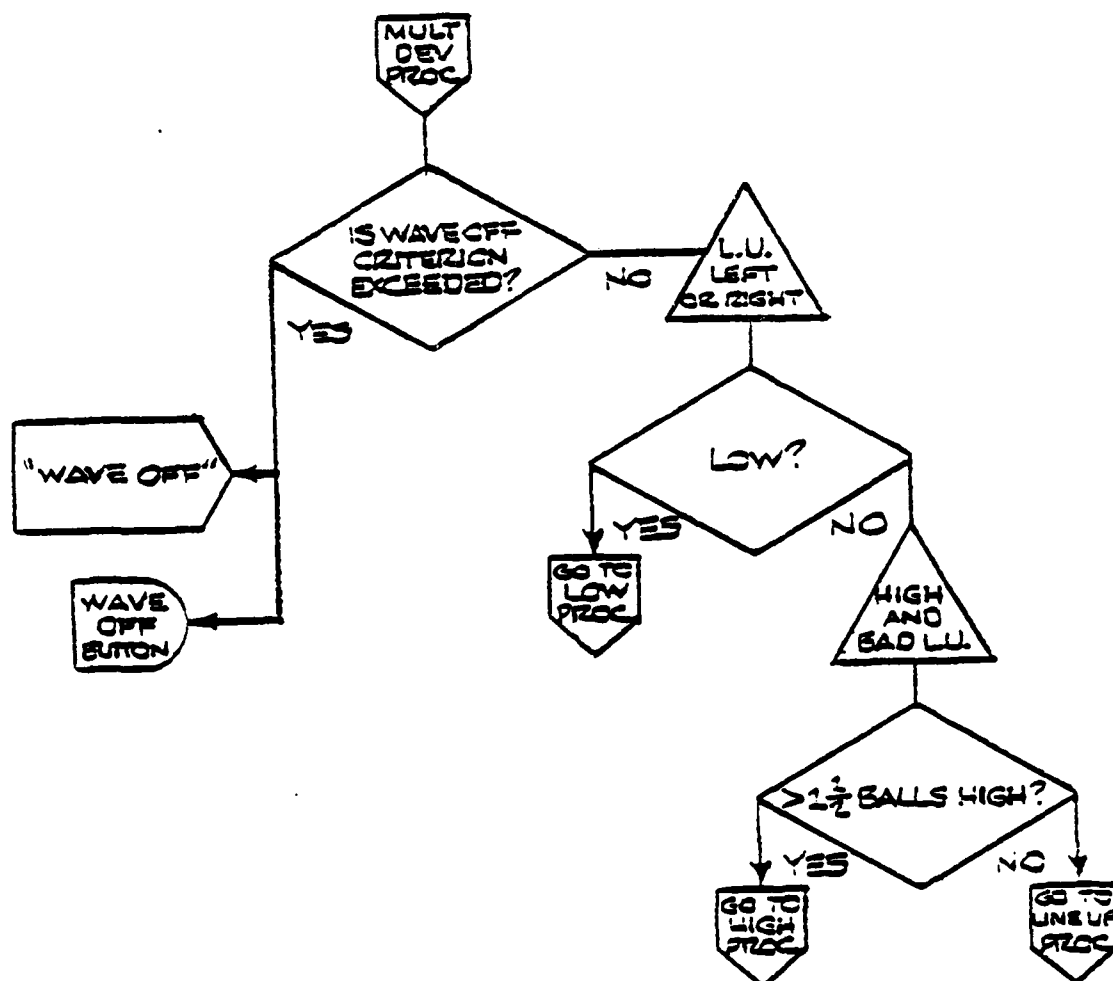 MULT
DEV
PROC
IS WAVE OFF
CRITERION
EXCEEDED?
YES
NO
L.U.
LEFT
OR RIGHT
LOW?
YES
NO
"WAVE OFF"
WAVE
OFF
BUTTON
GO TO
LOW
PROC
HIGH
AND
BAD L.U.
>1½ BALLS HIGH?
YES
NO
GO TO
HIGH
PROC
GO TO
LINE UP
PROC